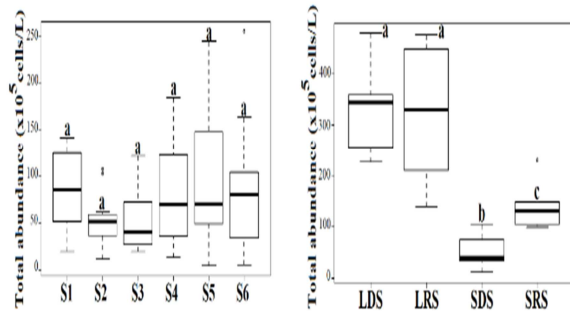 Total abundance (x10⁵cells/L)
250
200
150
100
50
0
a
a
a
a
a
a
S1 S2 S3 S4 S5 S6
Total abundance (x10⁵cells/L)
400
300
200
100
0
a
a
b
c
LDS LRS SDS SRS